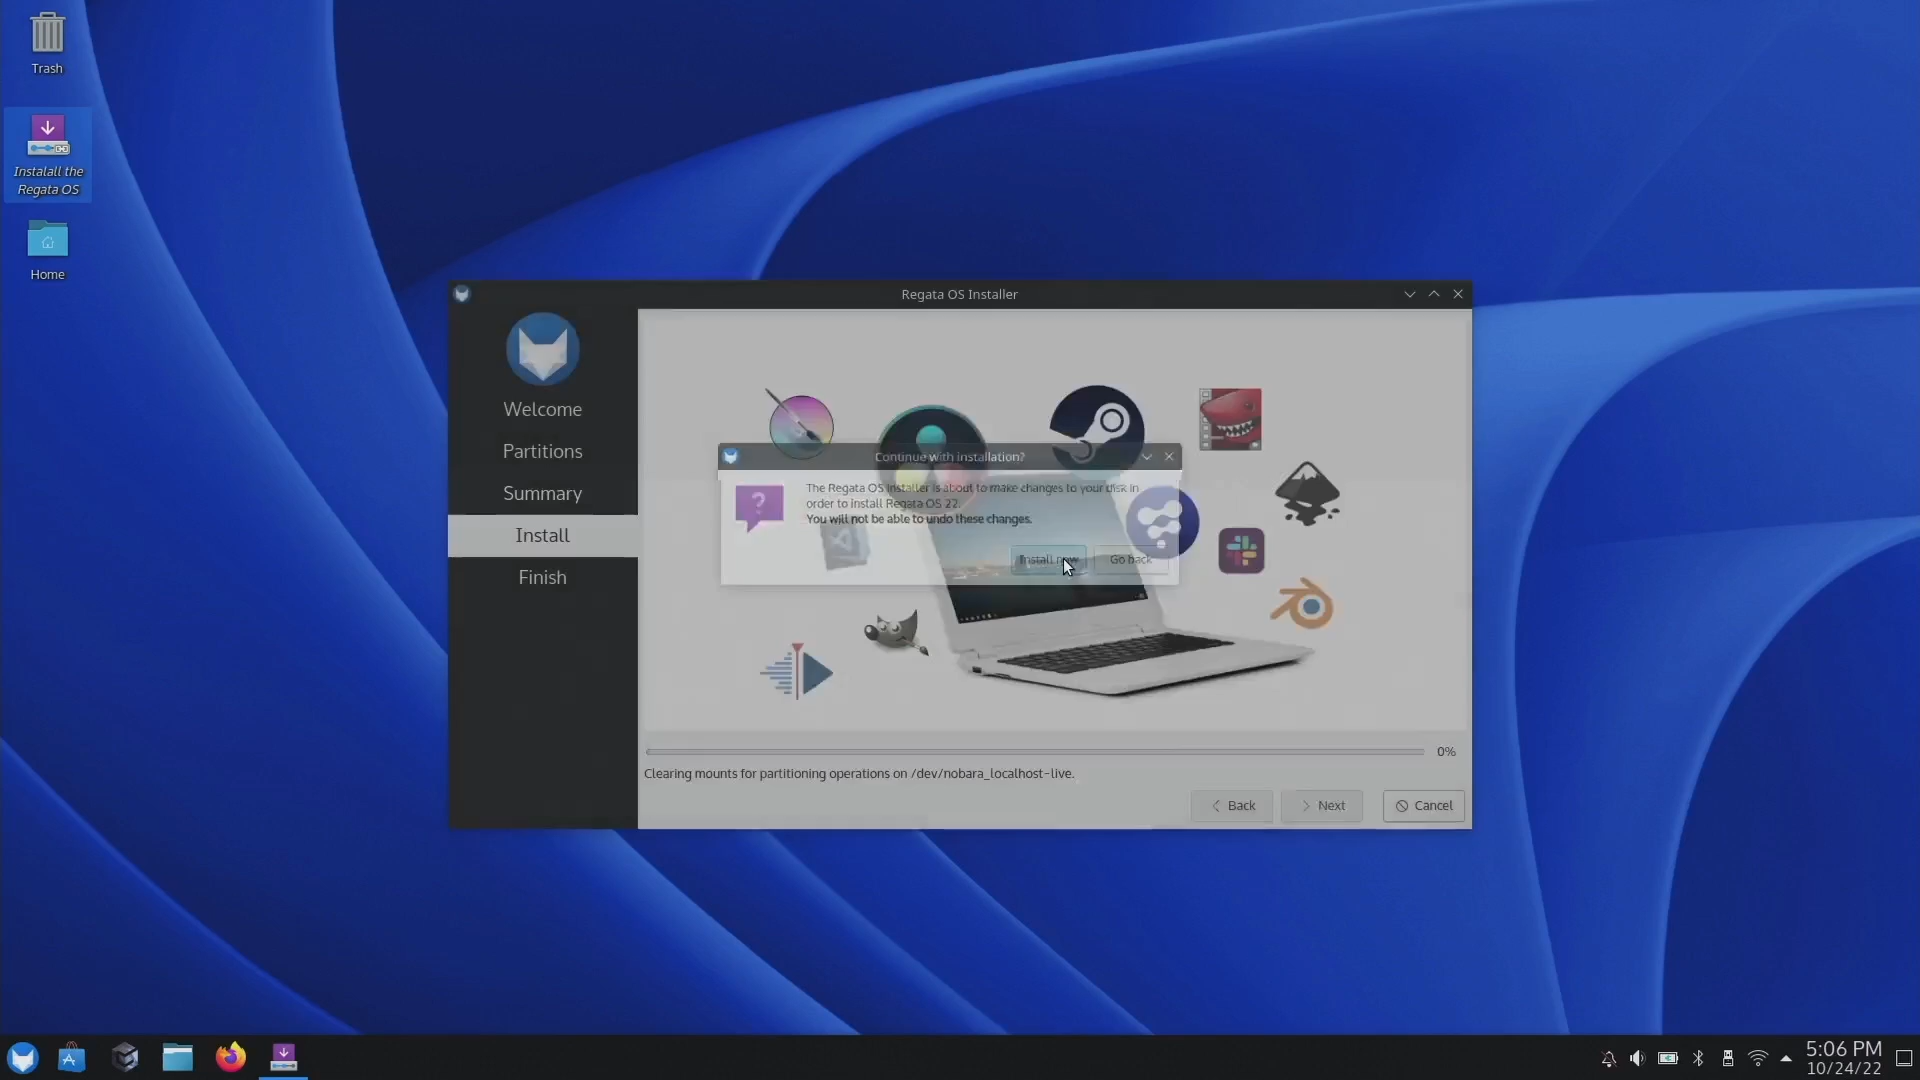 Trash
Instalall the
Regata OS
Home
Regata OS Installer
Welcome
Partitions
Summary
Install
Finish
Continue with installation?
The Regata OS Installer is about to make changes to your disk in
order to install Regata OS 22.
You will not be able to undo these changes.
Install now
Go back
0%
Clearing mounts for partitioning operations on /dev/nobara_localhost-live.
Back
Next
Cancel
5:06 PM
10/24/22